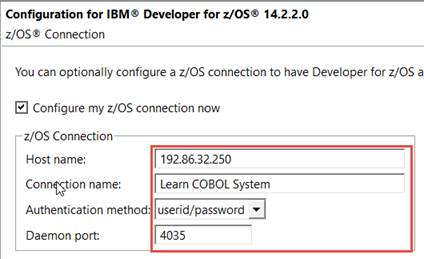 Configuration for IBM® Developer for z/OS® 14.2.2.0
z/OS® Connection
You can optionally configure a z/OS connection to have Developer for z/OS a
Configure my z/OS connection now
z/OS Connection
Host name: 192.86.32.250
Connection name: Learn COBOL System
Authentication method: userid/password
Daemon port: 4035